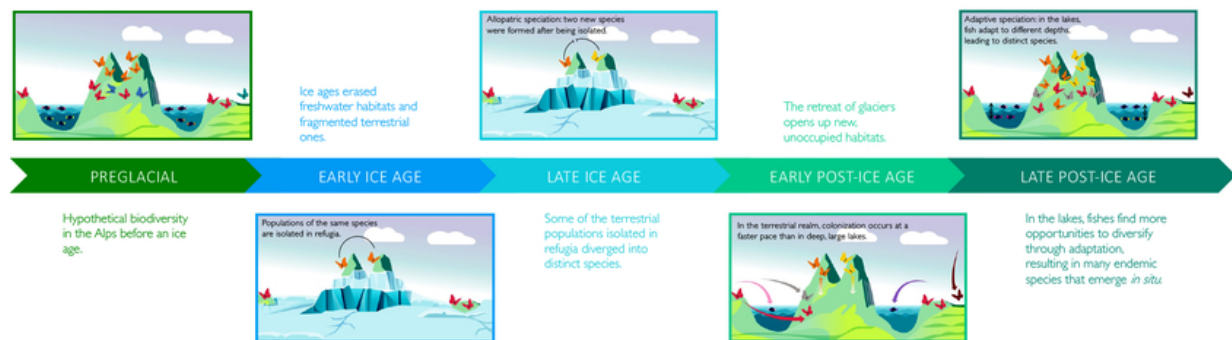 Allopatric speciation: two new species
were formed after being isolated.
Adaptive speciation: in the lakes,
fish adapt to different depths,
leading to distinct species.
Ice ages erased
freshwater habitats and
fragmented terrestrial
ones.
The retreat of glaciers
opens up new,
unoccupied habitats.
PREGLACIAL
EARLY ICE AGE
LATE ICE AGE
EARLY POST-ICE AGE
LATE POST-ICE AGE
Hypothetical biodiversity
in the Alps before an ice
age.
Populations of the same species
are isolated in refugia.
Some of the terrestrial
populations isolated in
refugia diverged into
distinct species.
In the terrestrial realm, colonization occurs at a
faster pace than in deep, large lakes.
In the lakes, fishes find more
opportunities to diversify
through adaptation,
resulting in many endemic
species that emerge in situ.